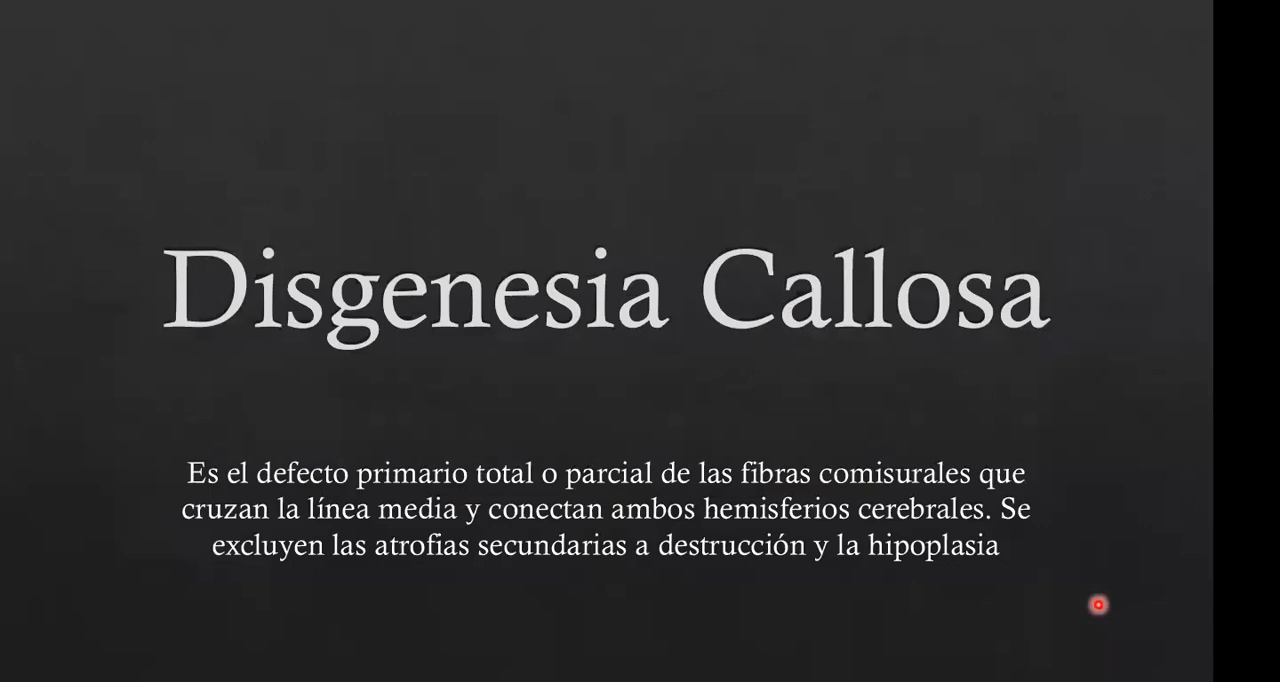 Disgenesia Callosa
Es el defecto primario total o parcial de las fibras comisurales que
cruzan la línea media y conectan ambos hemisferios cerebrales. Se
excluyen las atrofias secundarias a destrucción y la hipoplasia